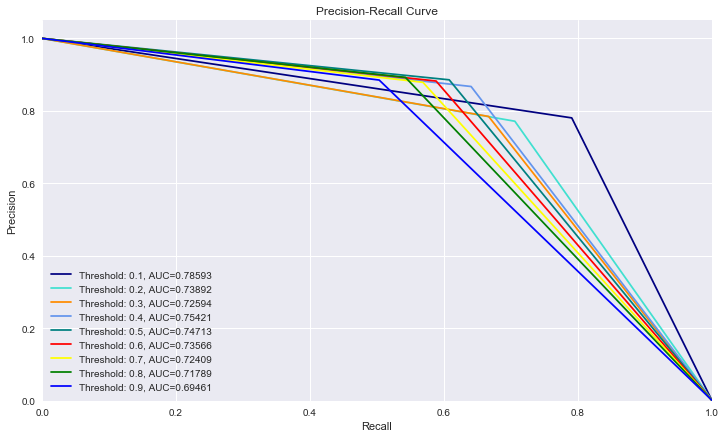 Precision-Recall Curve
1.0
0.8
0.6
0.4
0.2
0.0
Precision
Threshold: 0.1, AUC=0.78593
Threshold: 0.2, AUC=0.73892
Threshold: 0.3, AUC=0.72594
Threshold: 0.4, AUC=0.75421
Threshold: 0.5, AUC=0.74713
Threshold: 0.6, AUC=0.73566
Threshold: 0.7, AUC=0.72409
Threshold: 0.8, AUC=0.71789
Threshold: 0.9, AUC=0.69461
0.0 0.2 0.4 0.6 0.8 1.0
Recall